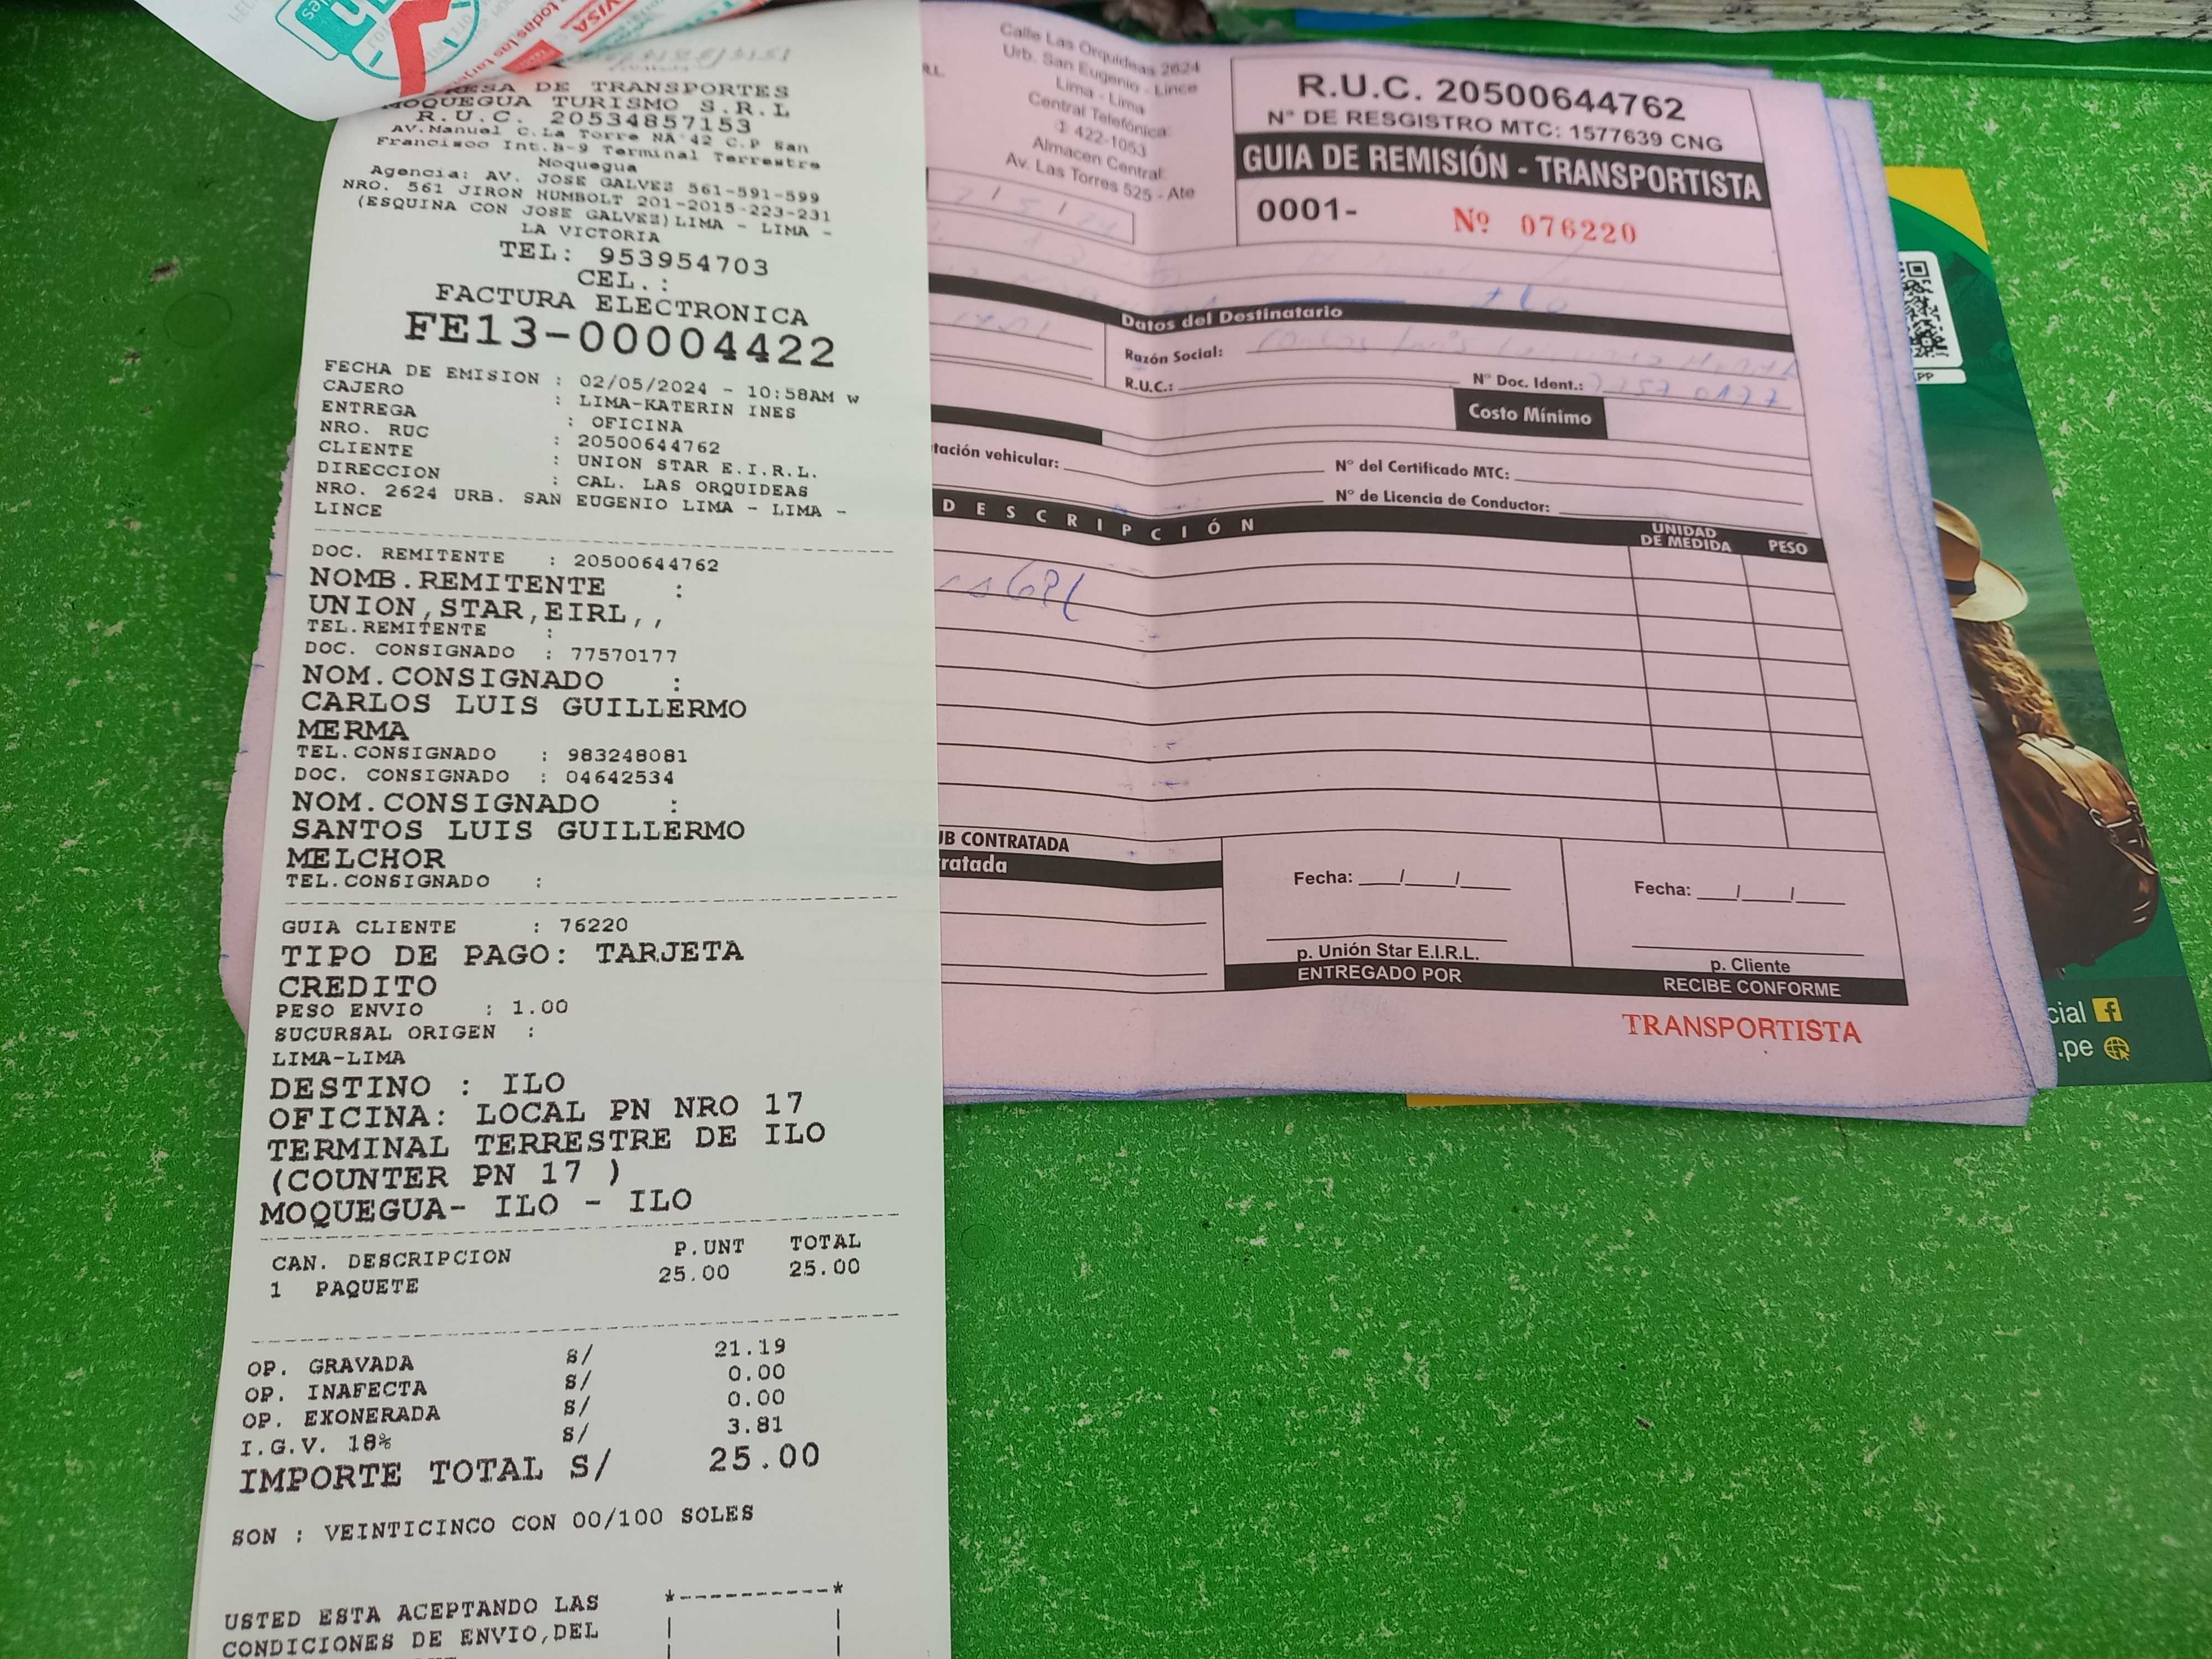 VISA
todas las
DE TRANSPORTES
MOQUEGUA TURISMO S.R.L
R.U.C. 20534857153
AV.Manuel C.La Torre NÂ 42 C.P San
Francisco Int.B-9 Terminal Terrestre
Moquegua
Agencia: AV. JOSE GALVEZ 561-591-599
NRO. 561 JIRON HUMBOLT 201-2015-223-231
(ESQUINA CON JOSE GALVEZ)LIMA - LIMA -
LA VICTORIA
TEL: 953954703
CEL.:
FACTURA ELECTRONICA
FE13-00004422
FECHA DE EMISION : 02/05/2024 - 10:58AM W
CAJERO : LIMA-KATERIN INES
ENTREGA : OFICINA
NRO. RUC : 20500644762
CLIENTE : UNION STAR E.I.R.L.
DIRECCION : CAL. LAS ORQUIDEAS
NRO. 2624 URB. SAN EUGENIO LIMA - LIMA -
LINCE
DOC. REMITENTE : 20500644762
NOMB.REMITENTE :
UNION,STAR,EIRL,,
TEL.REMITENTE :
DOC. CONSIGNADO : 77570177
NOM.CONSIGNADO :
CARLOS LUIS GUILLERMO
MERMA
TEL.CONSIGNADO : 983248081
DOC. CONSIGNADO : 04642534
NOM.CONSIGNADO :
SANTOS LUIS GUILLERMO
MELCHOR
TEL.CONSIGNADO :
GUIA CLIENTE : 76220
TIPO DE PAGO: TARJETA
CREDITO
PESO ENVIO : 1.00
SUCURSAL ORIGEN :
LIMA-LIMA
DESTINO : ILO
OFICINA: LOCAL PN NRO 17
TERMINAL TERRESTRE DE ILO
(COUNTER PN 17 )
MOQUEGUA- ILO - ILO
CAN. DESCRIPCION P.UNT TOTAL
1 PAQUETE 25.00 25.00
OP. GRAVADA S/ 21.19
OP. INAFECTA S/ 0.00
OP. EXONERADA S/ 0.00
I.G.V. 18% S/ 3.81
IMPORTE TOTAL S/ 25.00
SON : VEINTICINCO CON 00/100 SOLES
USTED ESTA ACEPTANDO LAS
CONDICIONES DE ENVIO,DEL
Calle Las Orquídeas 2624
Urb. San Eugenio - Lince
Lima - Lima
Central Telefónica:
422-1053
Almacen Central:
Av. Las Torres 525 - Ate
R.U.C. 20500644762
N° DE RESGISTRO MTC: 1577639 CNG
GUIA DE REMISIÓN - TRANSPORTISTA
0001- Nº 076220
Datos del Destinatario
Razón Social:
R.U.C.: N° Doc. Ident.:
Costo Mínimo
tación vehicular: N° del Certificado MTC:
N° de Licencia de Conductor:
DESCRIPCIÓN UNIDAD DE MEDIDA PESO
UB CONTRATADA
ratada
Fecha: / / Fecha: / /
p. Unión Star E.I.R.L. p. Cliente
ENTREGADO POR RECIBE CONFORME
TRANSPORTISTA
cial
.pe